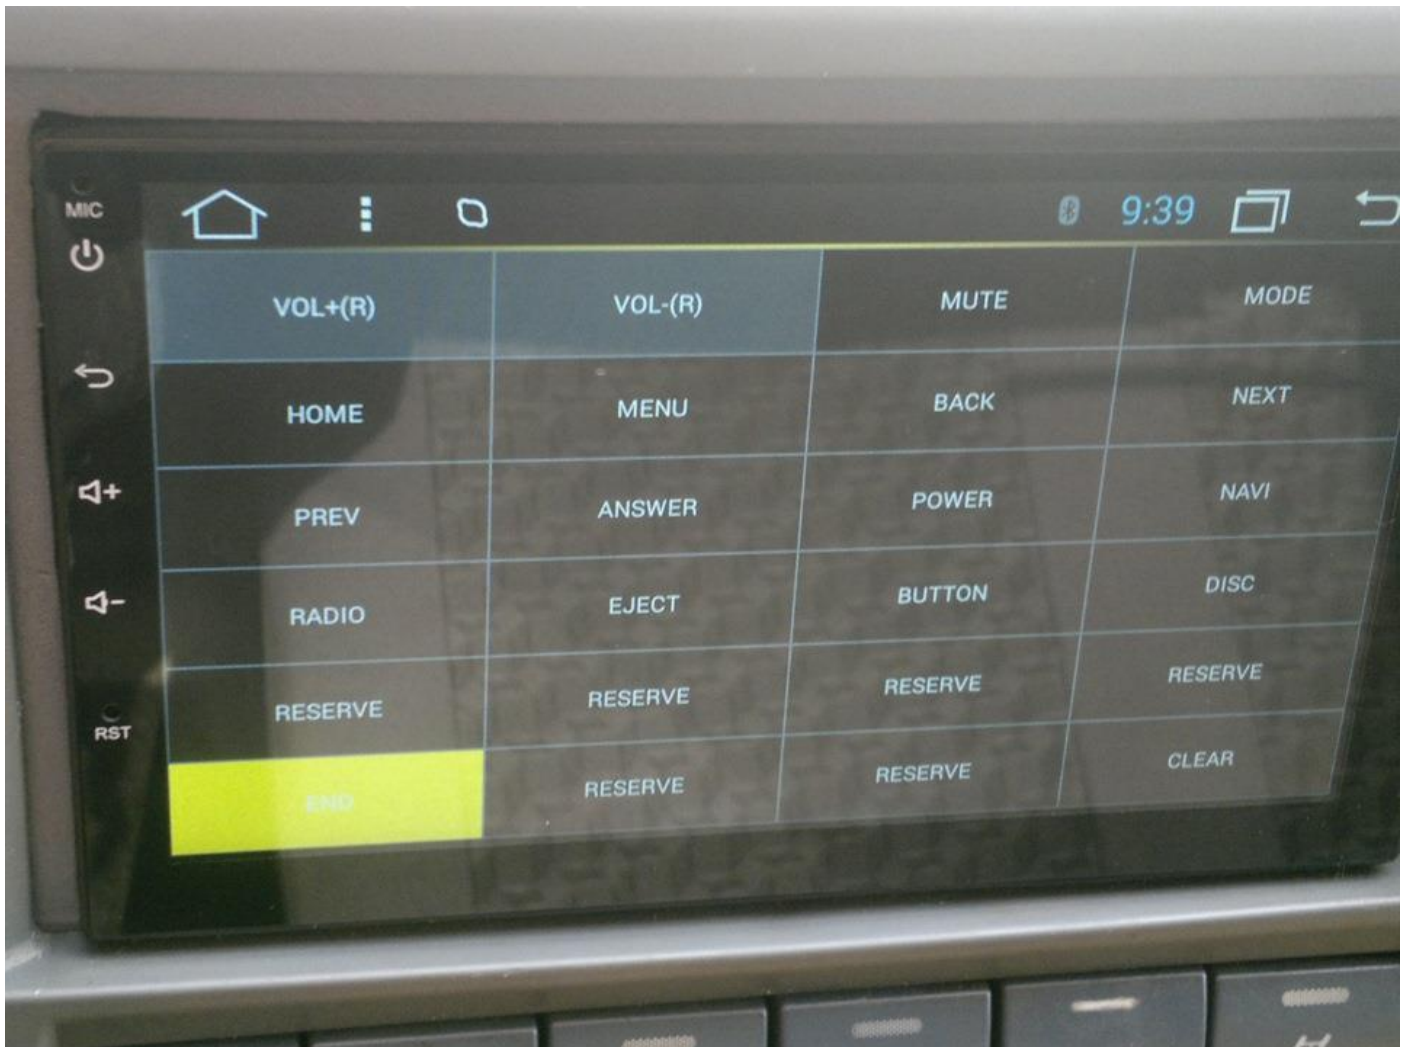 MIC
9:39
VOL+(R) VOL-(R) MUTE MODE
HOME MENU BACK NEXT
PREV ANSWER POWER NAVI
RADIO EJECT BUTTON DISC
RESERVE RESERVE RESERVE RESERVE
RST
END RESERVE RESERVE CLEAR